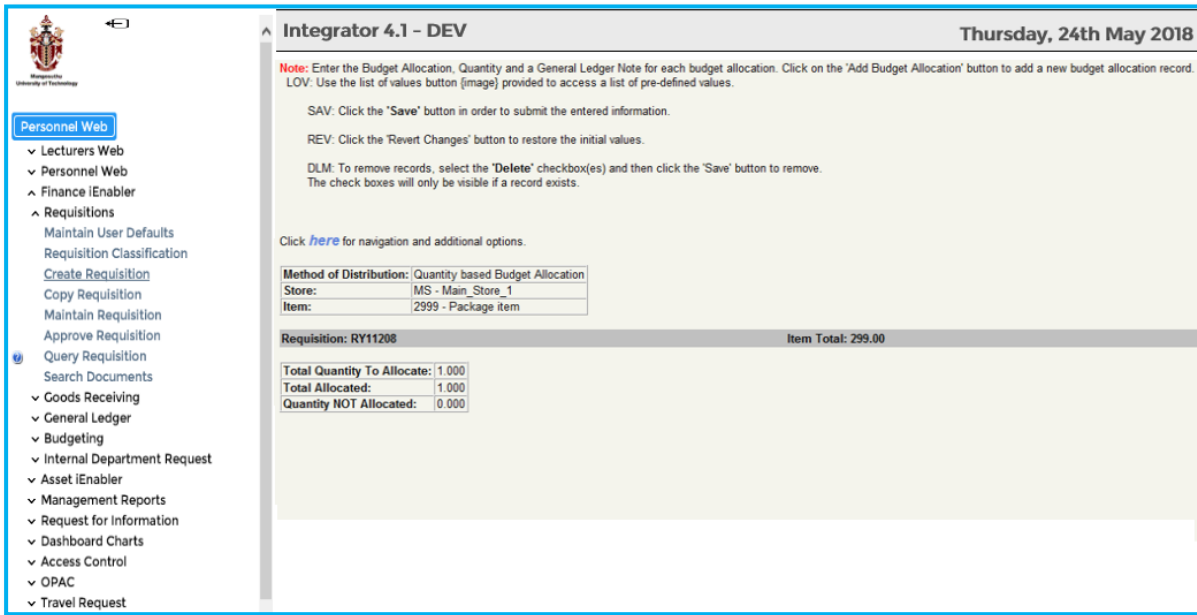 Mangosuthu
University of Technology
Personnel Web
Lecturers Web
Personnel Web
Finance iEnabler
Requisitions
Maintain User Defaults
Requisition Classification
Create Requisition
Copy Requisition
Maintain Requisition
Approve Requisition
Query Requisition
Search Documents
Goods Receiving
General Ledger
Budgeting
Internal Department Request
Asset iEnabler
Management Reports
Request for Information
Dashboard Charts
Access Control
OPAC
Travel Request
Integrator 4.1 – DEV
Thursday, 24th May 2018
Note: Enter the Budget Allocation, Quantity and a General Ledger Note for each budget allocation. Click on the 'Add Budget Allocation' button to add a new budget allocation record.
LOV: Use the list of values button {image} provided to access a list of pre-defined values.
SAV: Click the "Save" button in order to submit the entered information.
REV: Click the 'Revert Changes' button to restore the initial values.
DLM: To remove records, select the "Delete" checkbox(es) and then click the 'Save' button to remove.
The check boxes will only be visible if a record exists.
Click here for navigation and additional options.
Method of Distribution: Quantity based Budget Allocation
Store: MS - Main_Store_1
Item: 2999 - Package item
Requisition: RY11208 Item Total: 299.00
Total Quantity To Allocate: 1.000
Total Allocated: 1.000
Quantity NOT Allocated: 0.000